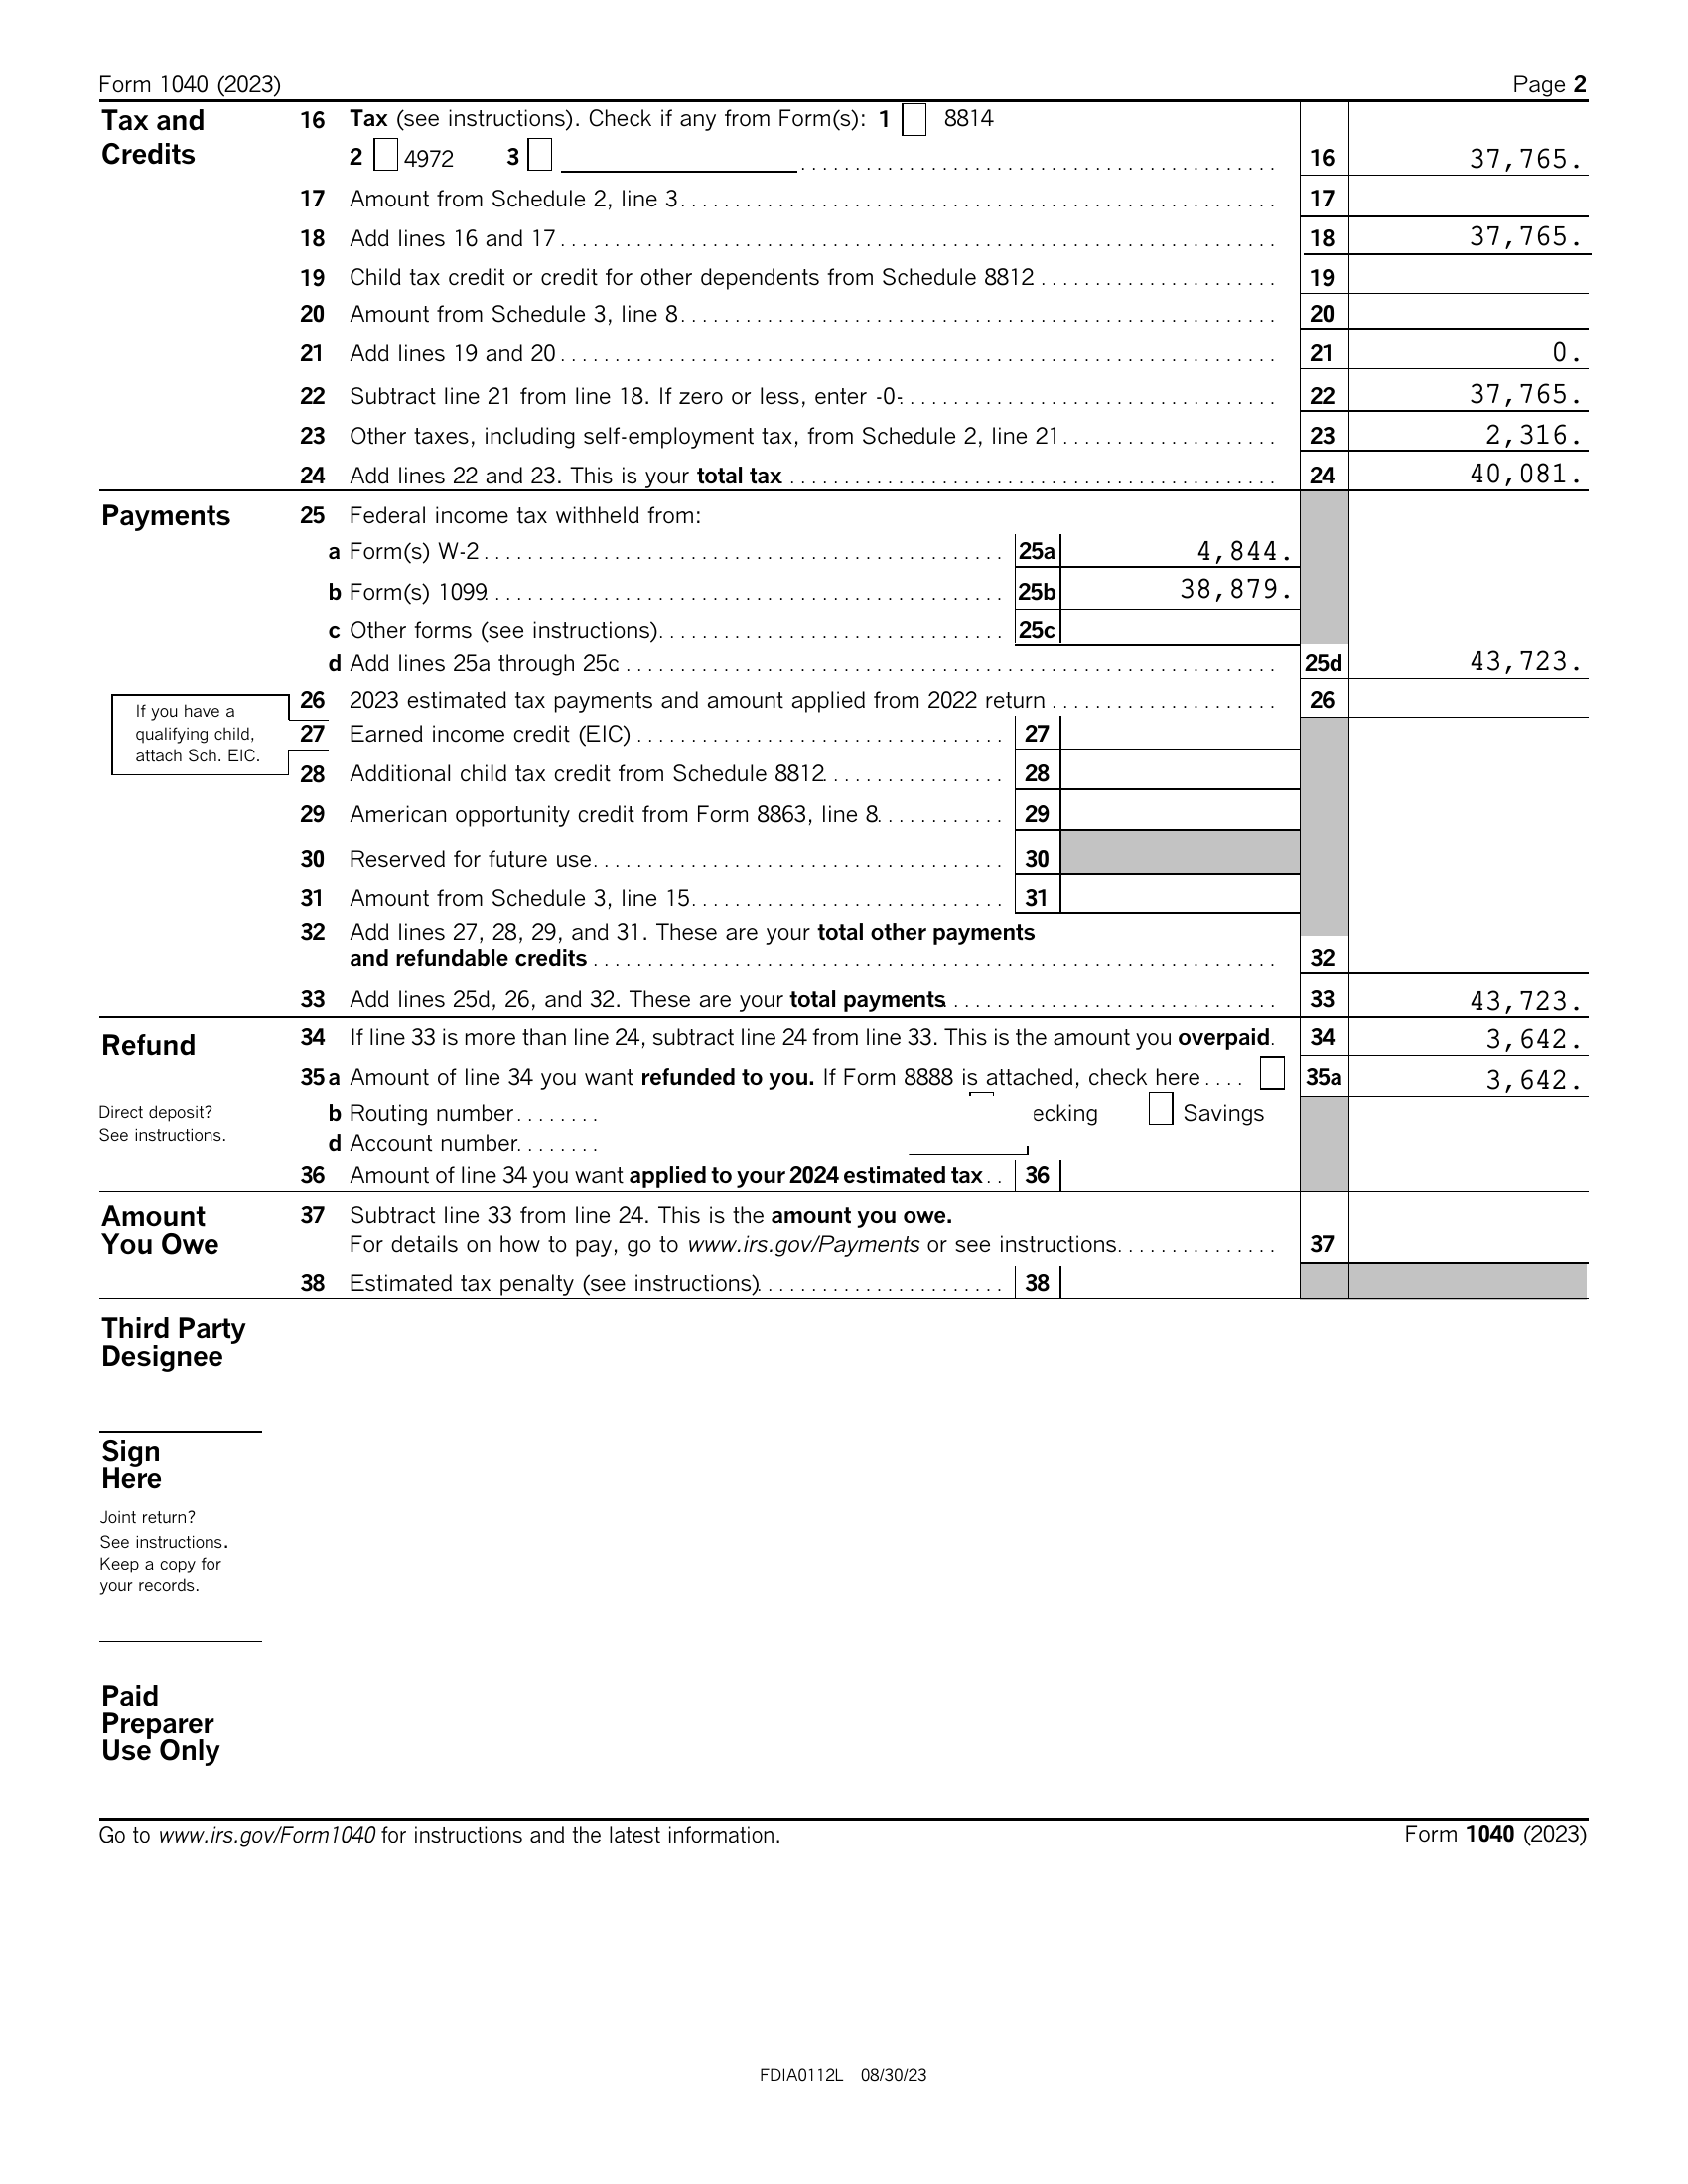 Form 1040 (2023) Page 2
Tax and Credits
16 Tax (see instructions). Check if any from Form(s): 1 8814
2 4972 3 16 37,765.
17 Amount from Schedule 2, line 3 17
18 Add lines 16 and 17 18 37,765.
19 Child tax credit or credit for other dependents from Schedule 8812 19
20 Amount from Schedule 3, line 8 20
21 Add lines 19 and 20 21 0.
22 Subtract line 21 from line 18. If zero or less, enter -0- 22 37,765.
23 Other taxes, including self-employment tax, from Schedule 2, line 21 23 2,316.
24 Add lines 22 and 23. This is your total tax 24 40,081.
Payments 25 Federal income tax withheld from:
a Form(s) W-2 25a 4,844.
b Form(s) 1099 25b 38,879.
c Other forms (see instructions) 25c
d Add lines 25a through 25c 25d 43,723.
If you have a
qualifying child,
attach Sch. EIC.
26 2023 estimated tax payments and amount applied from 2022 return 26
27 Earned income credit (EIC) 27
28 Additional child tax credit from Schedule 8812 28
29 American opportunity credit from Form 8863, line 8 29
30 Reserved for future use 30
31 Amount from Schedule 3, line 15 31
32 Add lines 27, 28, 29, and 31. These are your total other payments
and refundable credits 32
33 Add lines 25d, 26, and 32. These are your total payments 33 43,723.
Refund 34 If line 33 is more than line 24, subtract line 24 from line 33. This is the amount you overpaid. 34 3,642.
35a Amount of line 34 you want refunded to you. If Form 8888 is attached, check here 35a 3,642.
Direct deposit?
See instructions.
b Routing number ecking Savings
d Account number
36 Amount of line 34 you want applied to your 2024 estimated tax 36
Amount
You Owe
37 Subtract line 33 from line 24. This is the amount you owe.
For details on how to pay, go to www.irs.gov/Payments or see instructions 37
38 Estimated tax penalty (see instructions) 38
Third Party
Designee
Sign
Here
Joint return?
See instructions.
Keep a copy for
your records.
Paid
Preparer
Use Only
Go to www.irs.gov/Form1040 for instructions and the latest information. Form 1040 (2023)
FDIA0112L 08/30/23